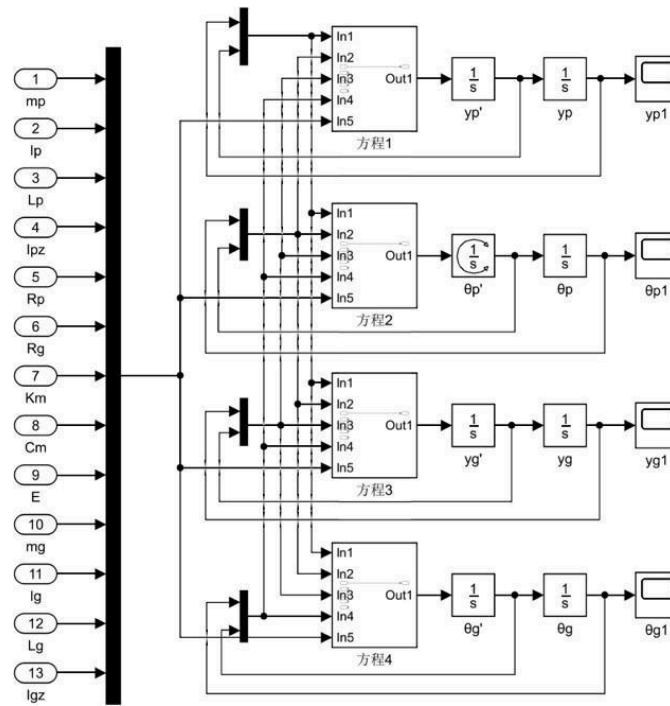 1
mp
2
Ip
3
Lp
4
Ipz
5
Rp
6
Rg
7
Km
8
Cm
9
E
10
mg
11
Ig
12
Lg
13
Igz
In1
In2
In3
In4
In5
Out1
方程1
1
s
yp'
1
s
yp
yp1
In1
In2
In3
In4
In5
Out1
方程2
1
s
θp'
1
s
θp
θp1
In1
In2
In3
In4
In5
Out1
方程3
1
s
yg'
1
s
yg
yg1
In1
In2
In3
In4
In5
Out1
方程4
1
s
θg'
1
s
θg
θg1